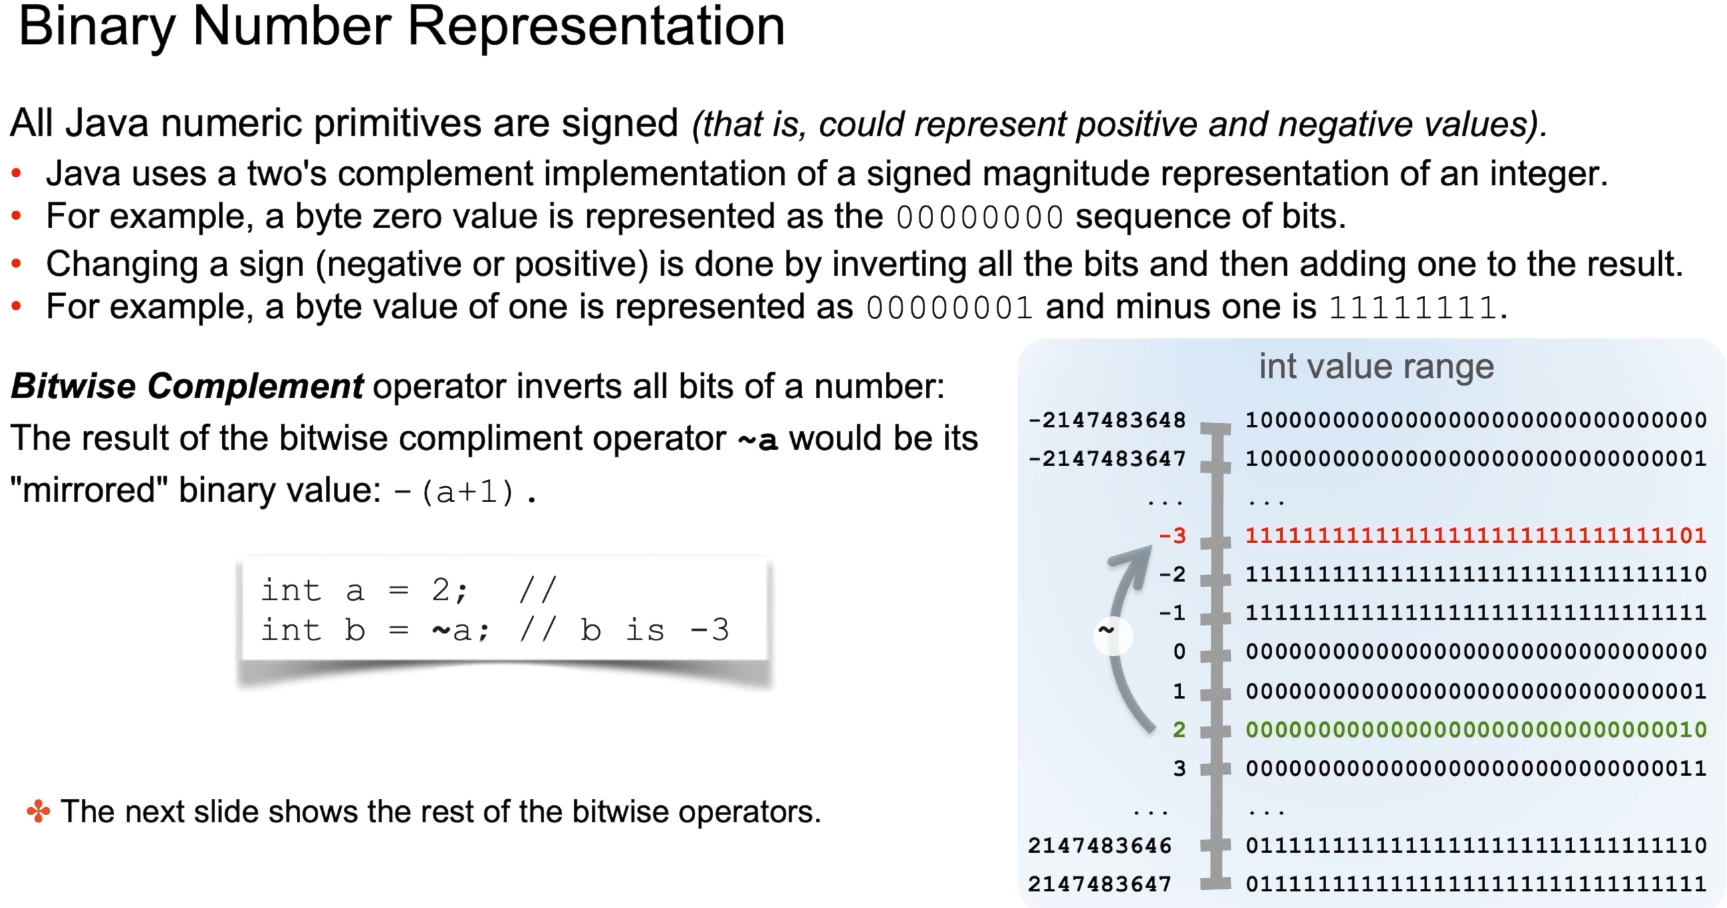 Binary Number Representation
All Java numeric primitives are signed (that is, could represent positive and negative values).
• Java uses a two's complement implementation of a signed magnitude representation of an integer.
• For example, a byte zero value is represented as the 00000000 sequence of bits.
• Changing a sign (negative or positive) is done by inverting all the bits and then adding one to the result.
• For example, a byte value of one is represented as 00000001 and minus one is 11111111.
Bitwise Complement operator inverts all bits of a number:
The result of the bitwise compliment operator ~a would be its
"mirrored" binary value: -(a+1).
int a = 2; //
int b = ~a; // b is -3
✤ The next slide shows the rest of the bitwise operators.
int value range
-2147483648 10000000000000000000000000000000
-2147483647 10000000000000000000000000000001
... ...
-3 11111111111111111111111111111101
-2 11111111111111111111111111111110
-1 11111111111111111111111111111111
~
0 00000000000000000000000000000000
1 00000000000000000000000000000001
2 00000000000000000000000000000010
3 00000000000000000000000000000011
... ...
2147483646 01111111111111111111111111111110
2147483647 01111111111111111111111111111111